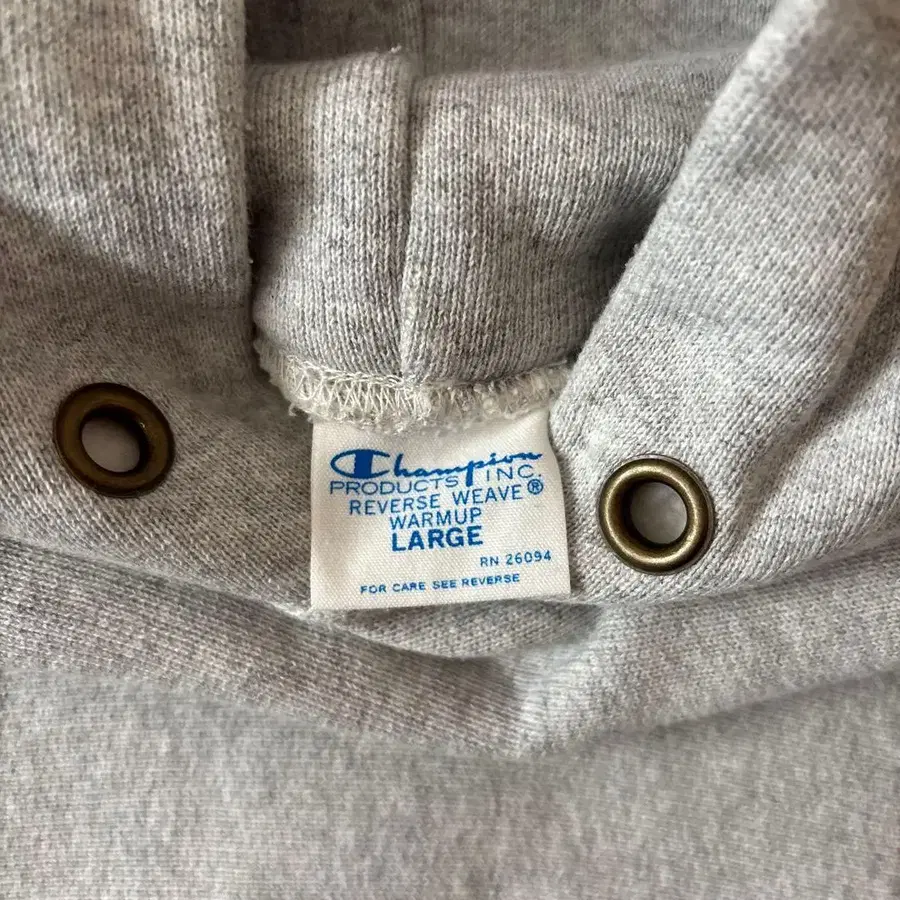 Champion
PRODUCTS INC.
REVERSE WEAVE®
WARMUP
LARGE
RN 26094
FOR CARE SEE REVERSE